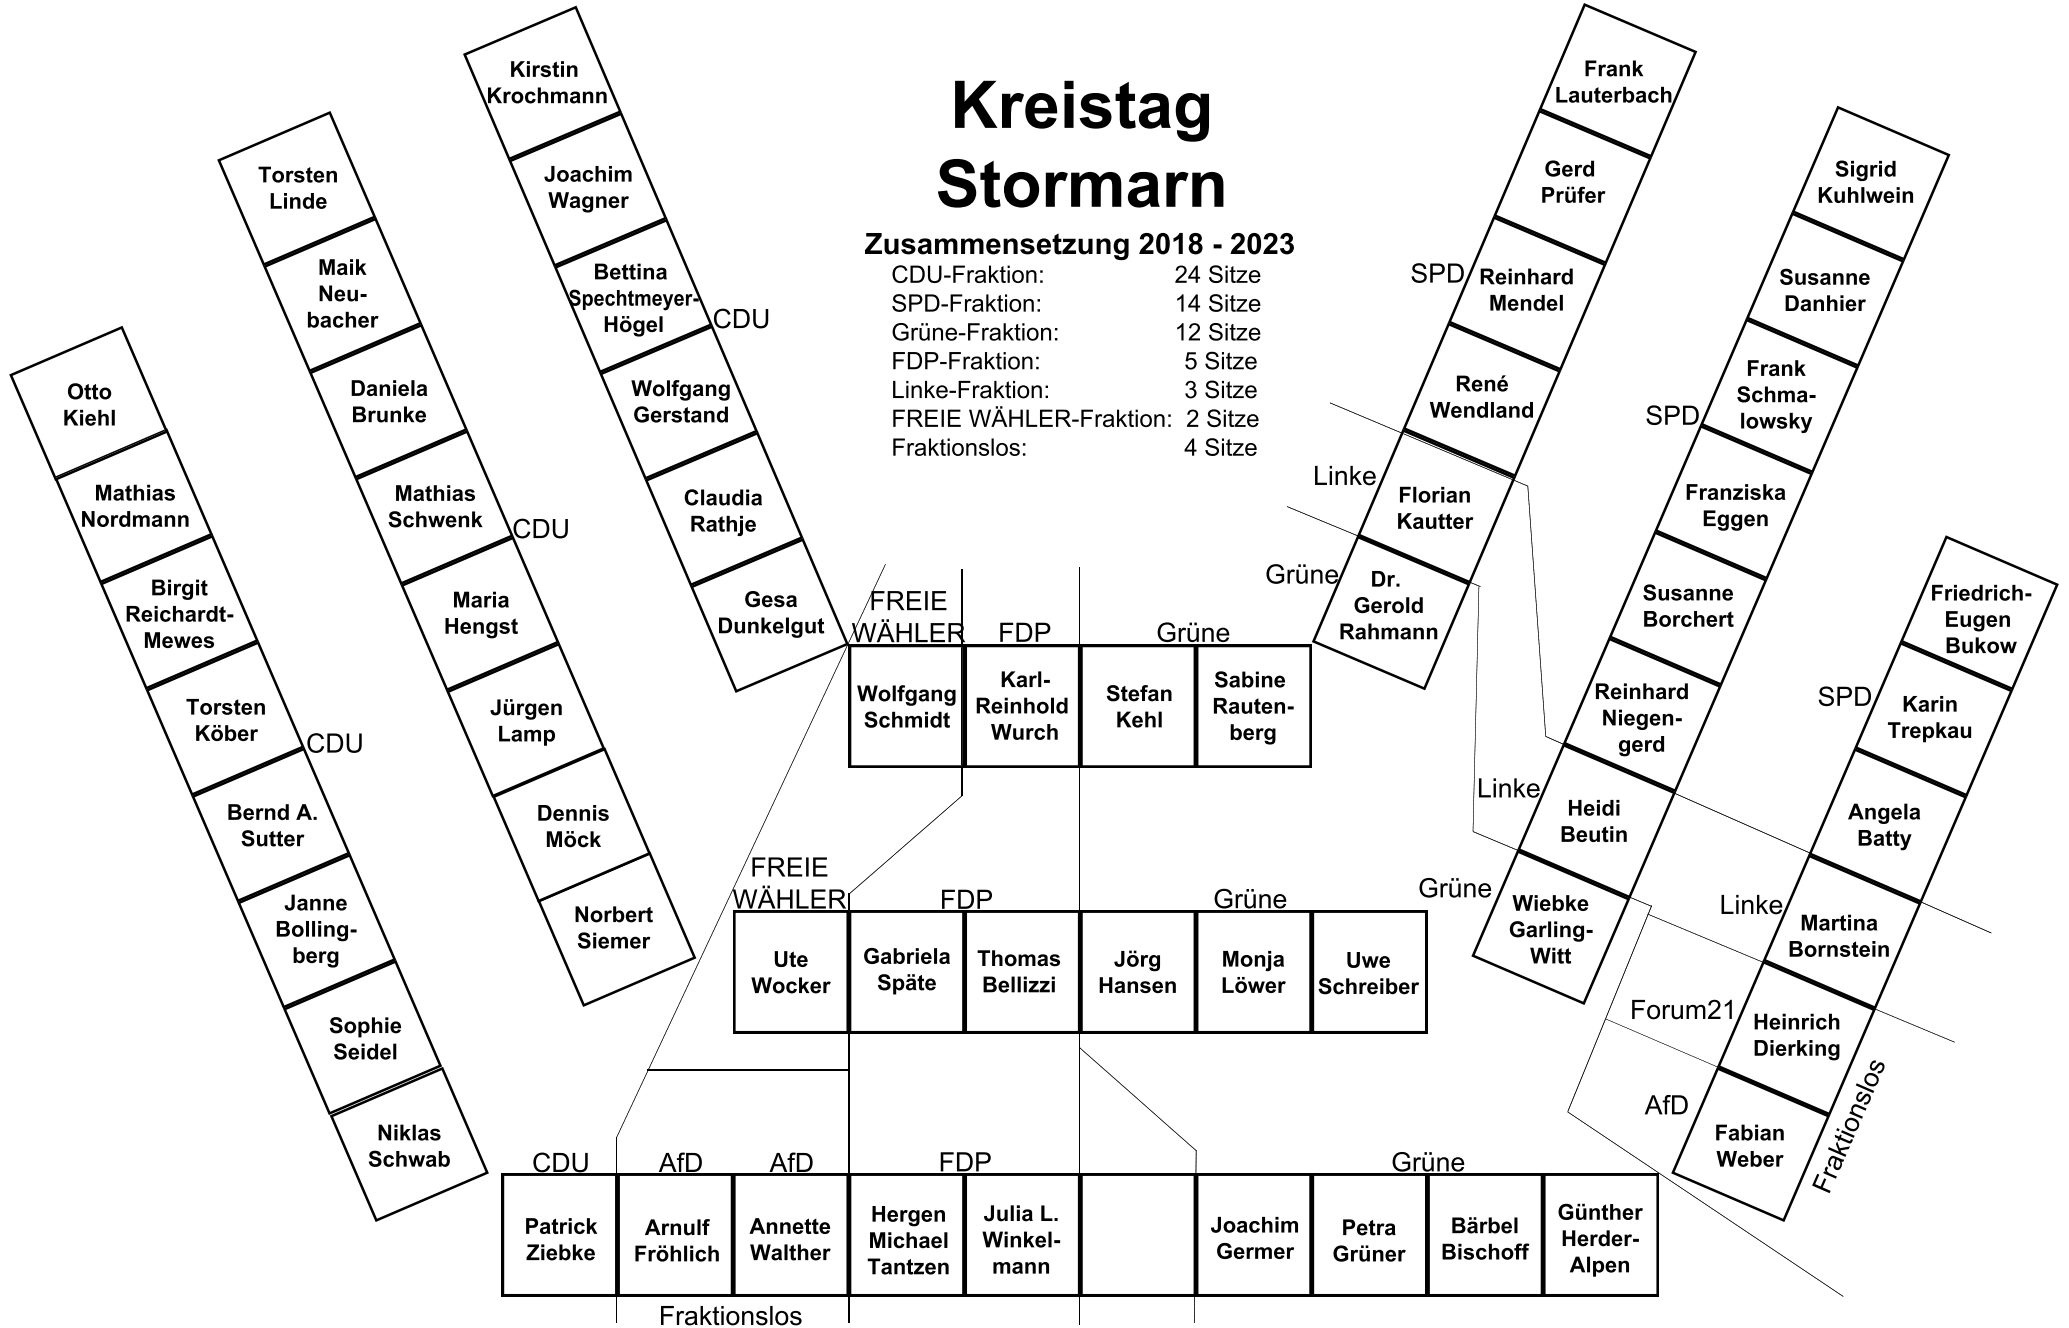 Kreistag
Stormarn
Zusammensetzung 2018 - 2023
CDU-Fraktion: 24 Sitze
SPD-Fraktion: 14 Sitze
Grüne-Fraktion: 12 Sitze
FDP-Fraktion: 5 Sitze
Linke-Fraktion: 3 Sitze
FREIE WÄHLER-Fraktion: 2 Sitze
Fraktionslos: 4 Sitze
Otto
Kiehl
Mathias
Nordmann
Birgit
Reichardt-
Mewes
Torsten
Köber
CDU
Bernd A.
Sutter
Janne
Bolling-
berg
Sophie
Seidel
Niklas
Schwab
Torsten
Linde
Maik
Neu-
bacher
Daniela
Brunke
Mathias
Schwenk
CDU
Maria
Hengst
Jürgen
Lamp
Dennis
Möck
Norbert
Siemer
Kirstin
Krochmann
Joachim
Wagner
Bettina
Spechtmeyer-
Högel
CDU
Wolfgang
Gerstand
Claudia
Rathje
Gesa
Dunkelgut
FREIE
WÄHLER
FDP
Grüne
Wolfgang
Schmidt
Karl-
Reinhold
Wurch
Stefan
Kehl
Sabine
Rauten-
berg
FREIE
WÄHLER
FDP
Grüne
Ute
Wocker
Gabriela
Späte
Thomas
Bellizzi
Jörg
Hansen
Monja
Löwer
Uwe
Schreiber
CDU
AfD
AfD
FDP
Grüne
Patrick
Ziebke
Arnulf
Fröhlich
Annette
Walther
Hergen
Michael
Tantzen
Julia L.
Winkel-
mann
Joachim
Germer
Petra
Grüner
Bärbel
Bischoff
Günther
Herder-
Alpen
Fraktionslos
Frank
Lauterbach
Gerd
Prüfer
SPD
Reinhard
Mendel
René
Wendland
Linke
Florian
Kautter
Grüne
Dr.
Gerold
Rahmann
Sigrid
Kuhlwein
Susanne
Danhier
Frank
Schma-
lowsky
SPD
Franziska
Eggen
Susanne
Borchert
Reinhard
Niegen-
gerd
Linke
Heidi
Beutin
Grüne
Wiebke
Garling-
Witt
Friedrich-
Eugen
Bukow
SPD
Karin
Trepkau
Angela
Batty
Linke
Martina
Bornstein
Forum21
Heinrich
Dierking
AfD
Fabian
Weber
Fraktionslos